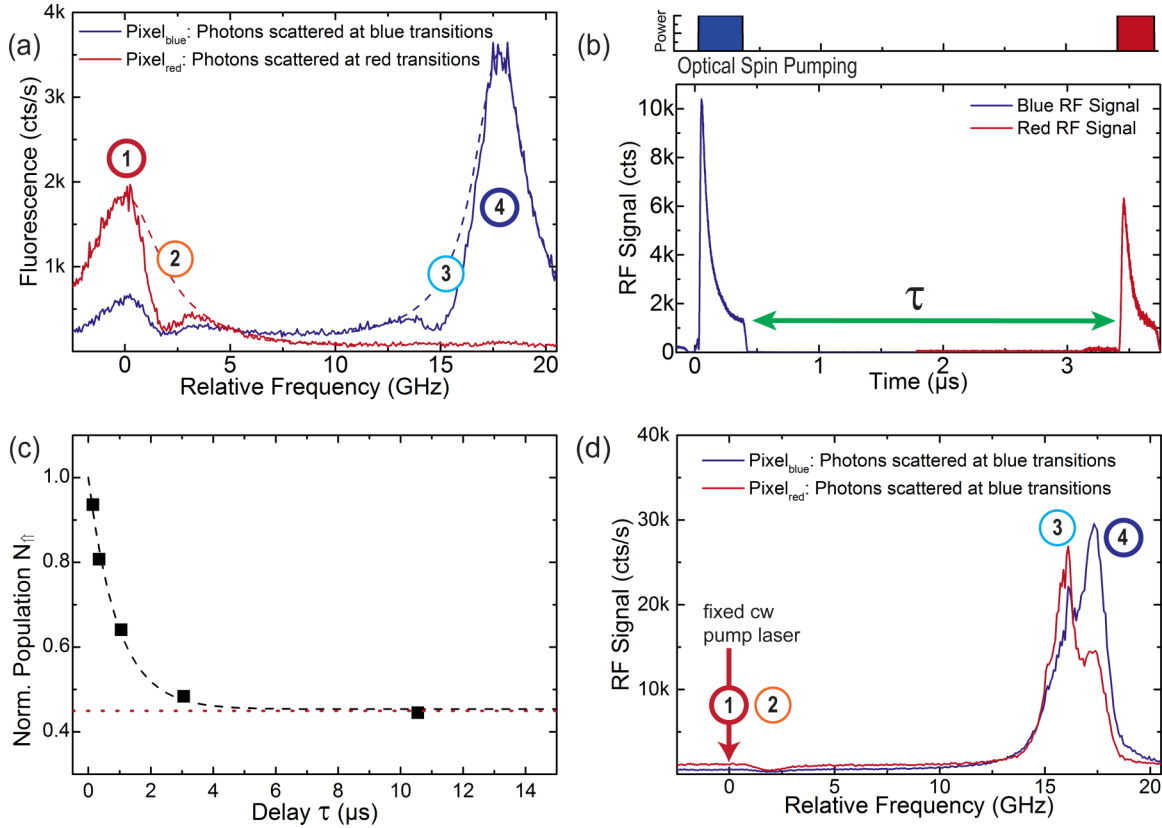 (a)
Pixelblue: Photons scattered at blue transitions
Pixelred: Photons scattered at red transitions
4k
3k
2k
1k
Fluorescence (cts/s)
1
2
3
4
0 5 10 15 20
Relative Frequency (GHz)
(b)
Power
Optical Spin Pumping
Blue RF Signal
Red RF Signal
10k
8k
6k
4k
2k
0
RF Signal (cts)
τ
0 1 2 3
Time (µs)
(c)
1.0
0.8
0.6
0.4
Norm. Population N⇑
0 2 4 6 8 10 12 14
Delay τ (µs)
(d)
Pixelblue: Photons scattered at blue transitions
Pixelred: Photons scattered at blue transitions
40k
30k
20k
10k
RF Signal (cts/s)
3
4
fixed cw
pump laser
1 2
0 5 10 15 20
Relative Frequency (GHz)